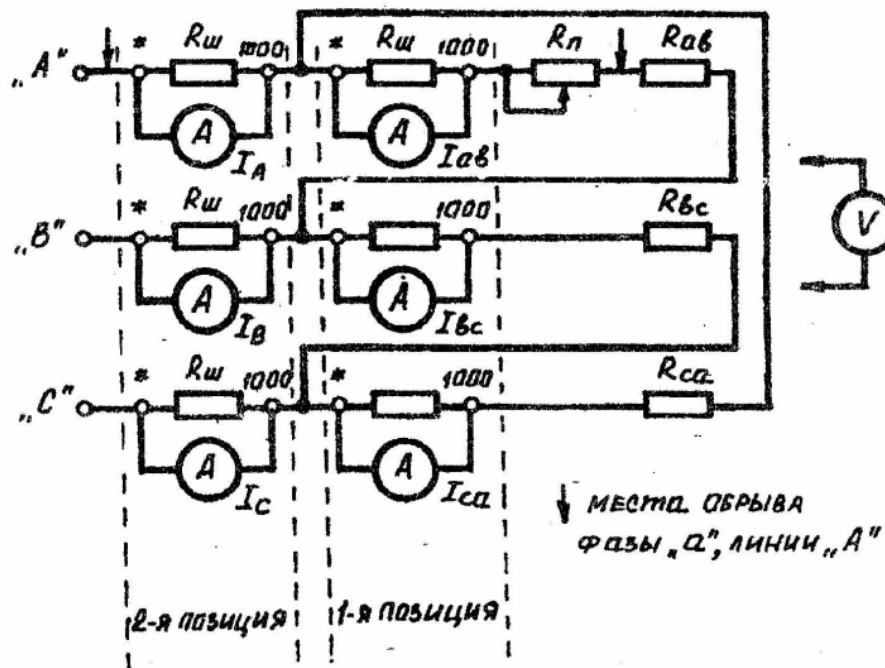 * Rш 1000 * Rш 1000 Rп Rав
„A"
A A
IA Iав
* Rш 1000 * 1000 Rвс
„B"
A A V
IB Iвс
* Rш 1000 * 1000 Rса
„C"
A A
IC Iса
места обрыва
фазы „а", линии „А"
2-я позиция 1-я позиция